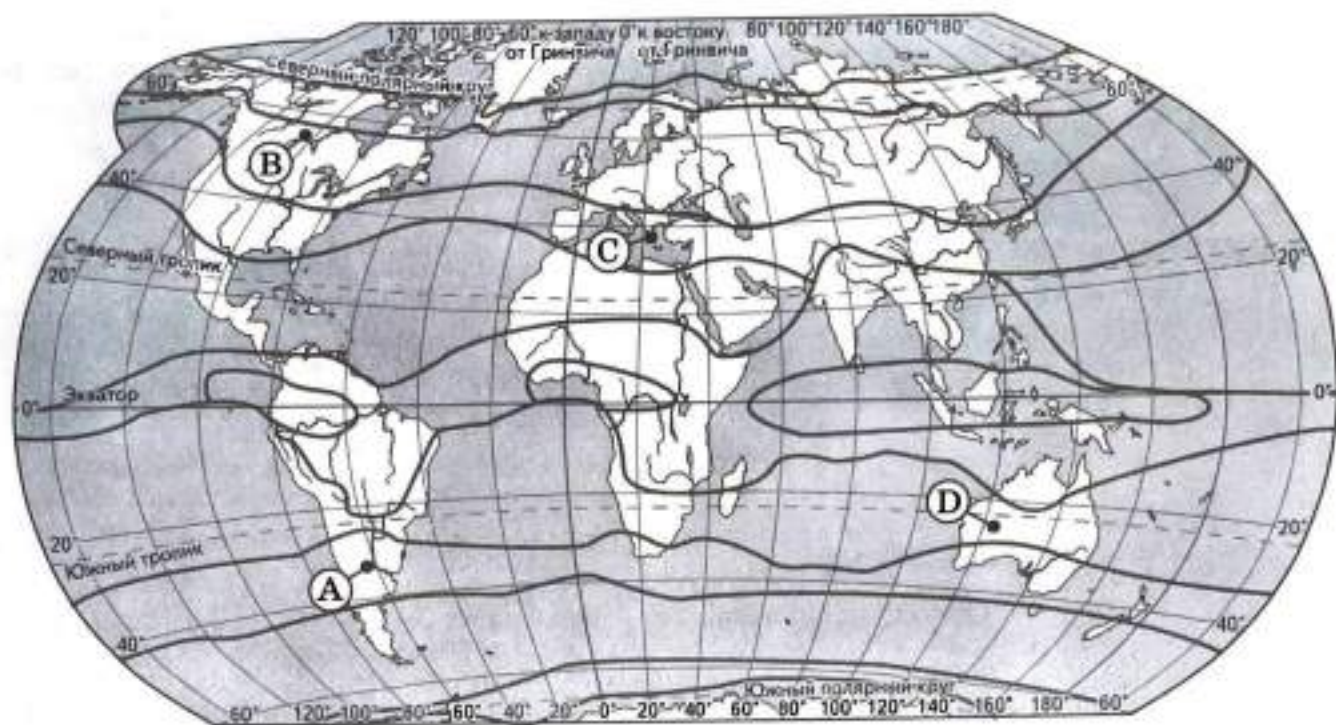 120° 100° 80° 60° к западу 0° к востоку 80° 100° 120° 140° 160° 180°
от Гринвича от Гринвича
Северный полярный круг
60°
60°
B
40°
40°
C
Северный тропик
20°
20°
Экватор
0°
0°
D
20°
20°
Южный тропик
A
40°
40°
Южный полярный круг
60° 120° 100° 80° 60° 40° 20° 0° 20° 40° 60° 80° 100° 120° 140° 160° 180° 60°